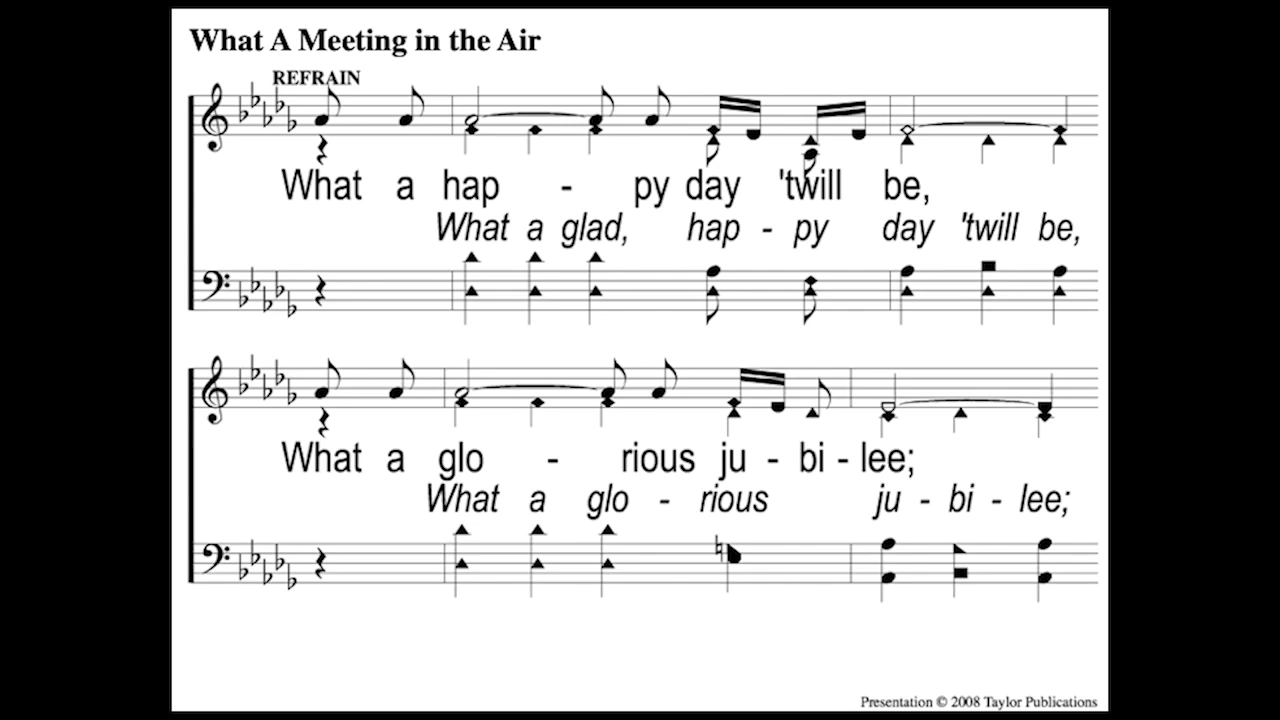 What A Meeting in the Air
REFRAIN
What a hap - py day 'twill be,
What a glad, hap - py day 'twill be,
What a glo - rious ju - bi - lee;
What a glo - rious ju - bi - lee;
Presentation © 2008 Taylor Publications